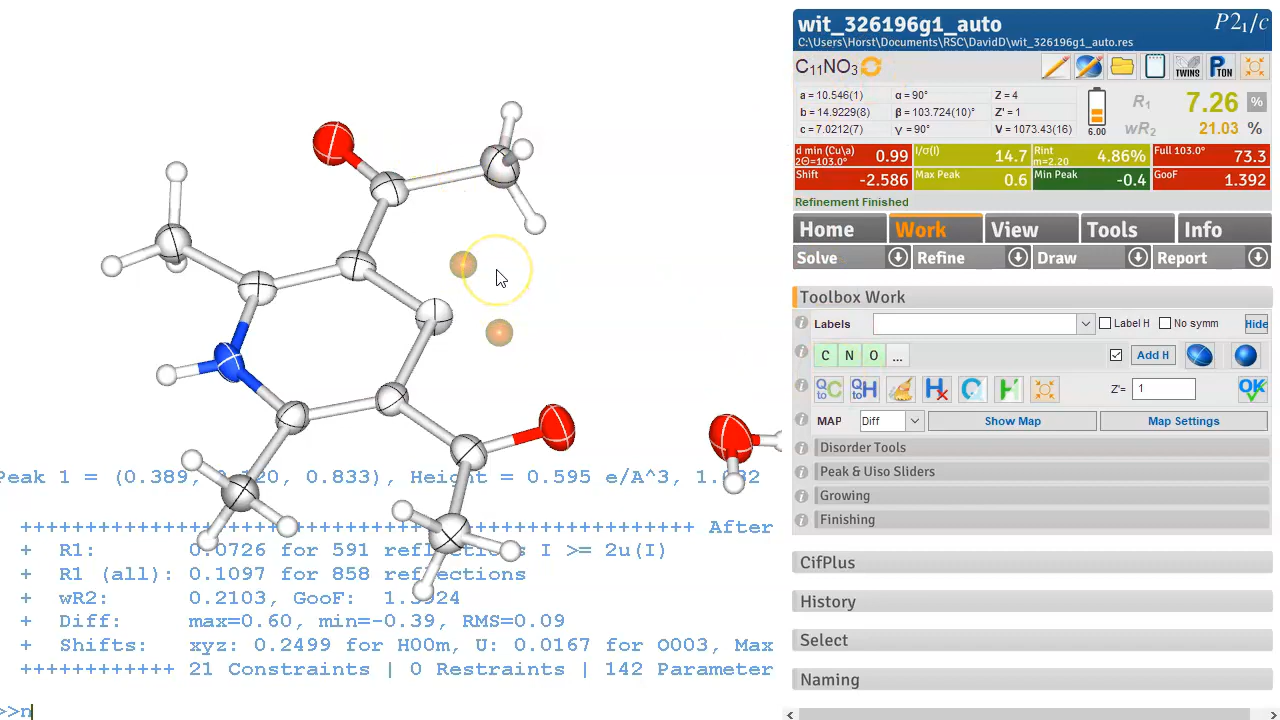 wit_326196g1_auto
P2₁/c
C:\Users\Horst\Documents\RSC\DavidD\wit_326196g1_auto.res
C₁₁NO₃
TWINS
PTON
a = 10.546(1) α = 90° Z = 4
b = 14.9229(8) β = 103.724(10)° Z' = 1
c = 7.0212(7) γ = 90° V = 1073.43(16)
6.00
R₁ 7.26 %
wR₂ 21.03 %
d min (Cu\a) 2Θ=103.0° 0.99
I/σ(I) 14.7
Rint m=2.20 4.86%
Full 103.0° 73.3
Shift -2.586
Max Peak 0.6
Min Peak -0.4
GooF 1.392
Refinement Finished
Home Work View Tools Info
Solve Refine Draw Report
Toolbox Work
Labels Label H No symm Hide
C N O ... Add H
QC to C QH to H H Z'= 1 OK
MAP Diff Show Map Map Settings
Disorder Tools
Peak & Uiso Sliders
Growing
Finishing
CifPlus
History
Select
Naming
Peak 1 = (0.389, 0.120, 0.833), Height = 0.595 e/A^3,
++++++++++++++++++++++++++++++++++++++++++++++++++++ After
+ R1: 0.0726 for 591 reflections I >= 2u(I)
+ R1 (all): 0.1097 for 858 reflections
+ wR2: 0.2103, GooF: 1.3924
+ Diff: max=0.60, min=-0.39, RMS=0.09
+ Shifts: xyz: 0.2499 for H00m, U: 0.0167 for O003, Max
++++++++++++ 21 Constraints | 0 Restraints | 142 Parameter
>>n